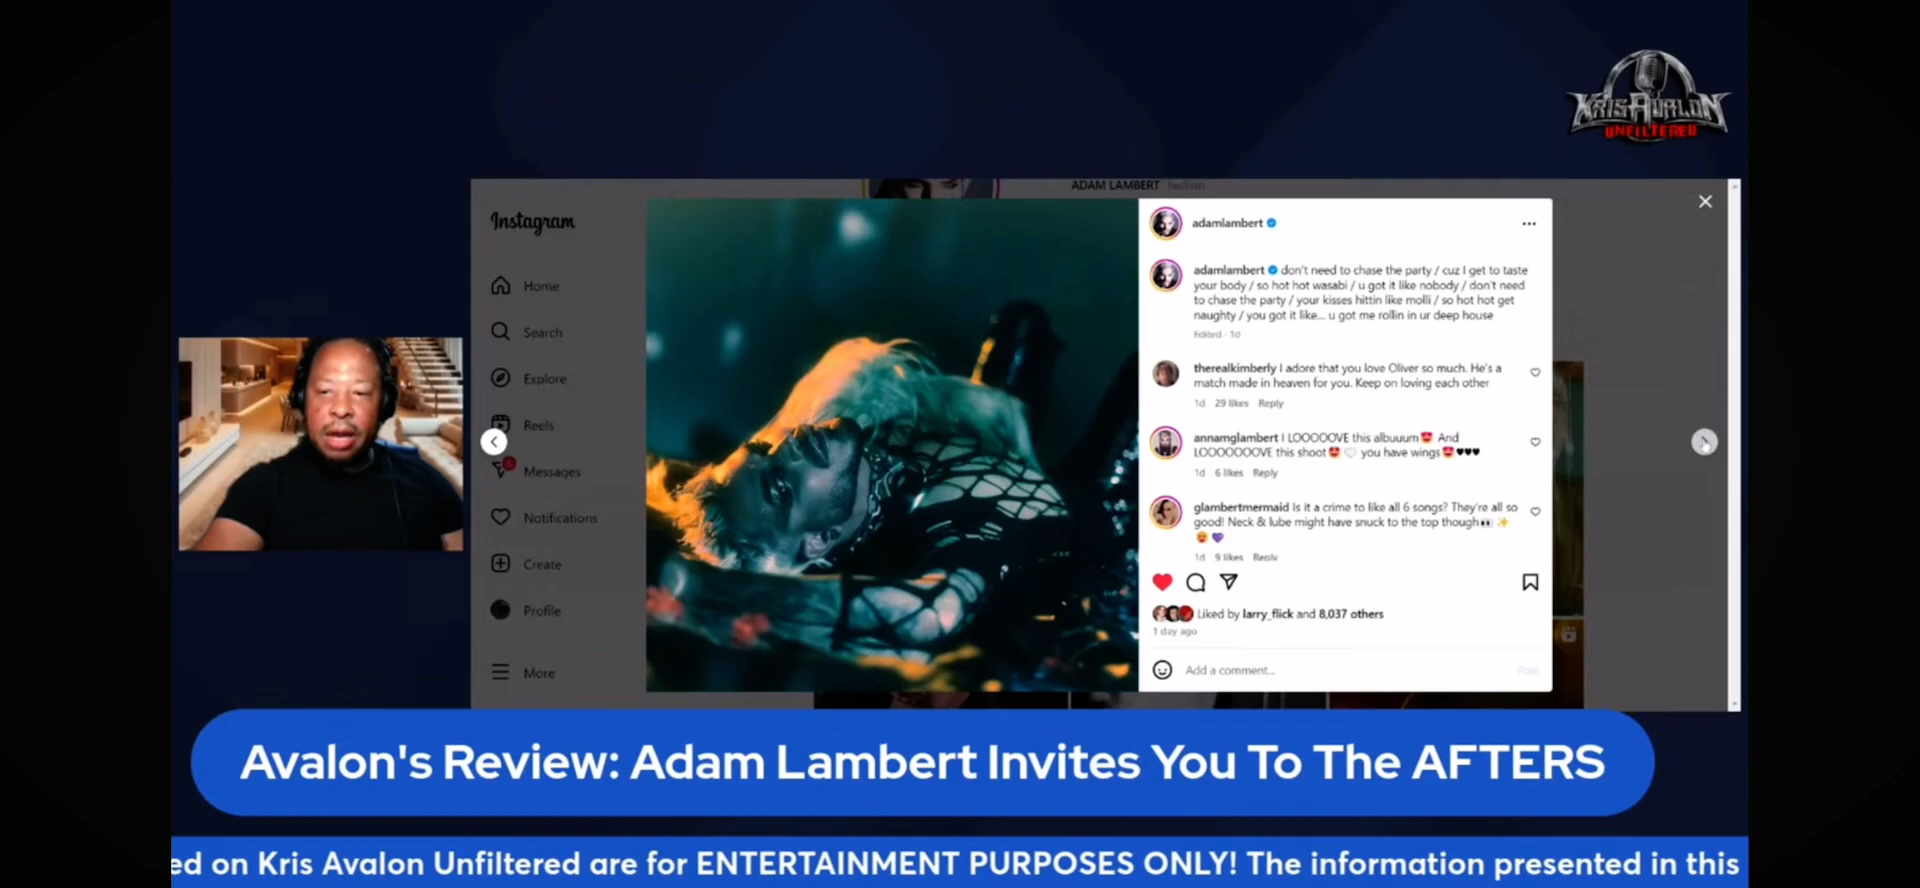 KRIS AVALON
UNFILTERED
ADAM LAMBERT he/him
Instagram
Home
Search
Explore
Reels
Messages
Notifications
Create
Profile
More
adamlambert
adamlambert don't need to chase the party / cuz I get to taste
your body / so hot hot wasabi / u got it like nobody / don't need
to chase the party / your kisses hittin like molli / so hot hot get
naughty / you got it like... u got me rollin in ur deep house
Edited · 1d
therealkimberly I adore that you love Oliver so much. He's a
match made in heaven for you. Keep on loving each other
1d 29 likes Reply
annamglambert I LOOOOOVE this albuuum😍 And
LOOOOOOOVE this shoot😍🤍 you have wings😍♥♥♥
1d 6 likes Reply
glambertmermaid Is it a crime to like all 6 songs? They're all so
good! Neck & lube might have snuck to the top though👀 ✨
🥵💜
1d 9 likes Reply
Liked by larry_flick and 8,037 others
1 day ago
Add a comment...
Post
Avalon's Review: Adam Lambert Invites You To The AFTERS
ed on Kris Avalon Unfiltered are for ENTERTAINMENT PURPOSES ONLY! The information presented in this